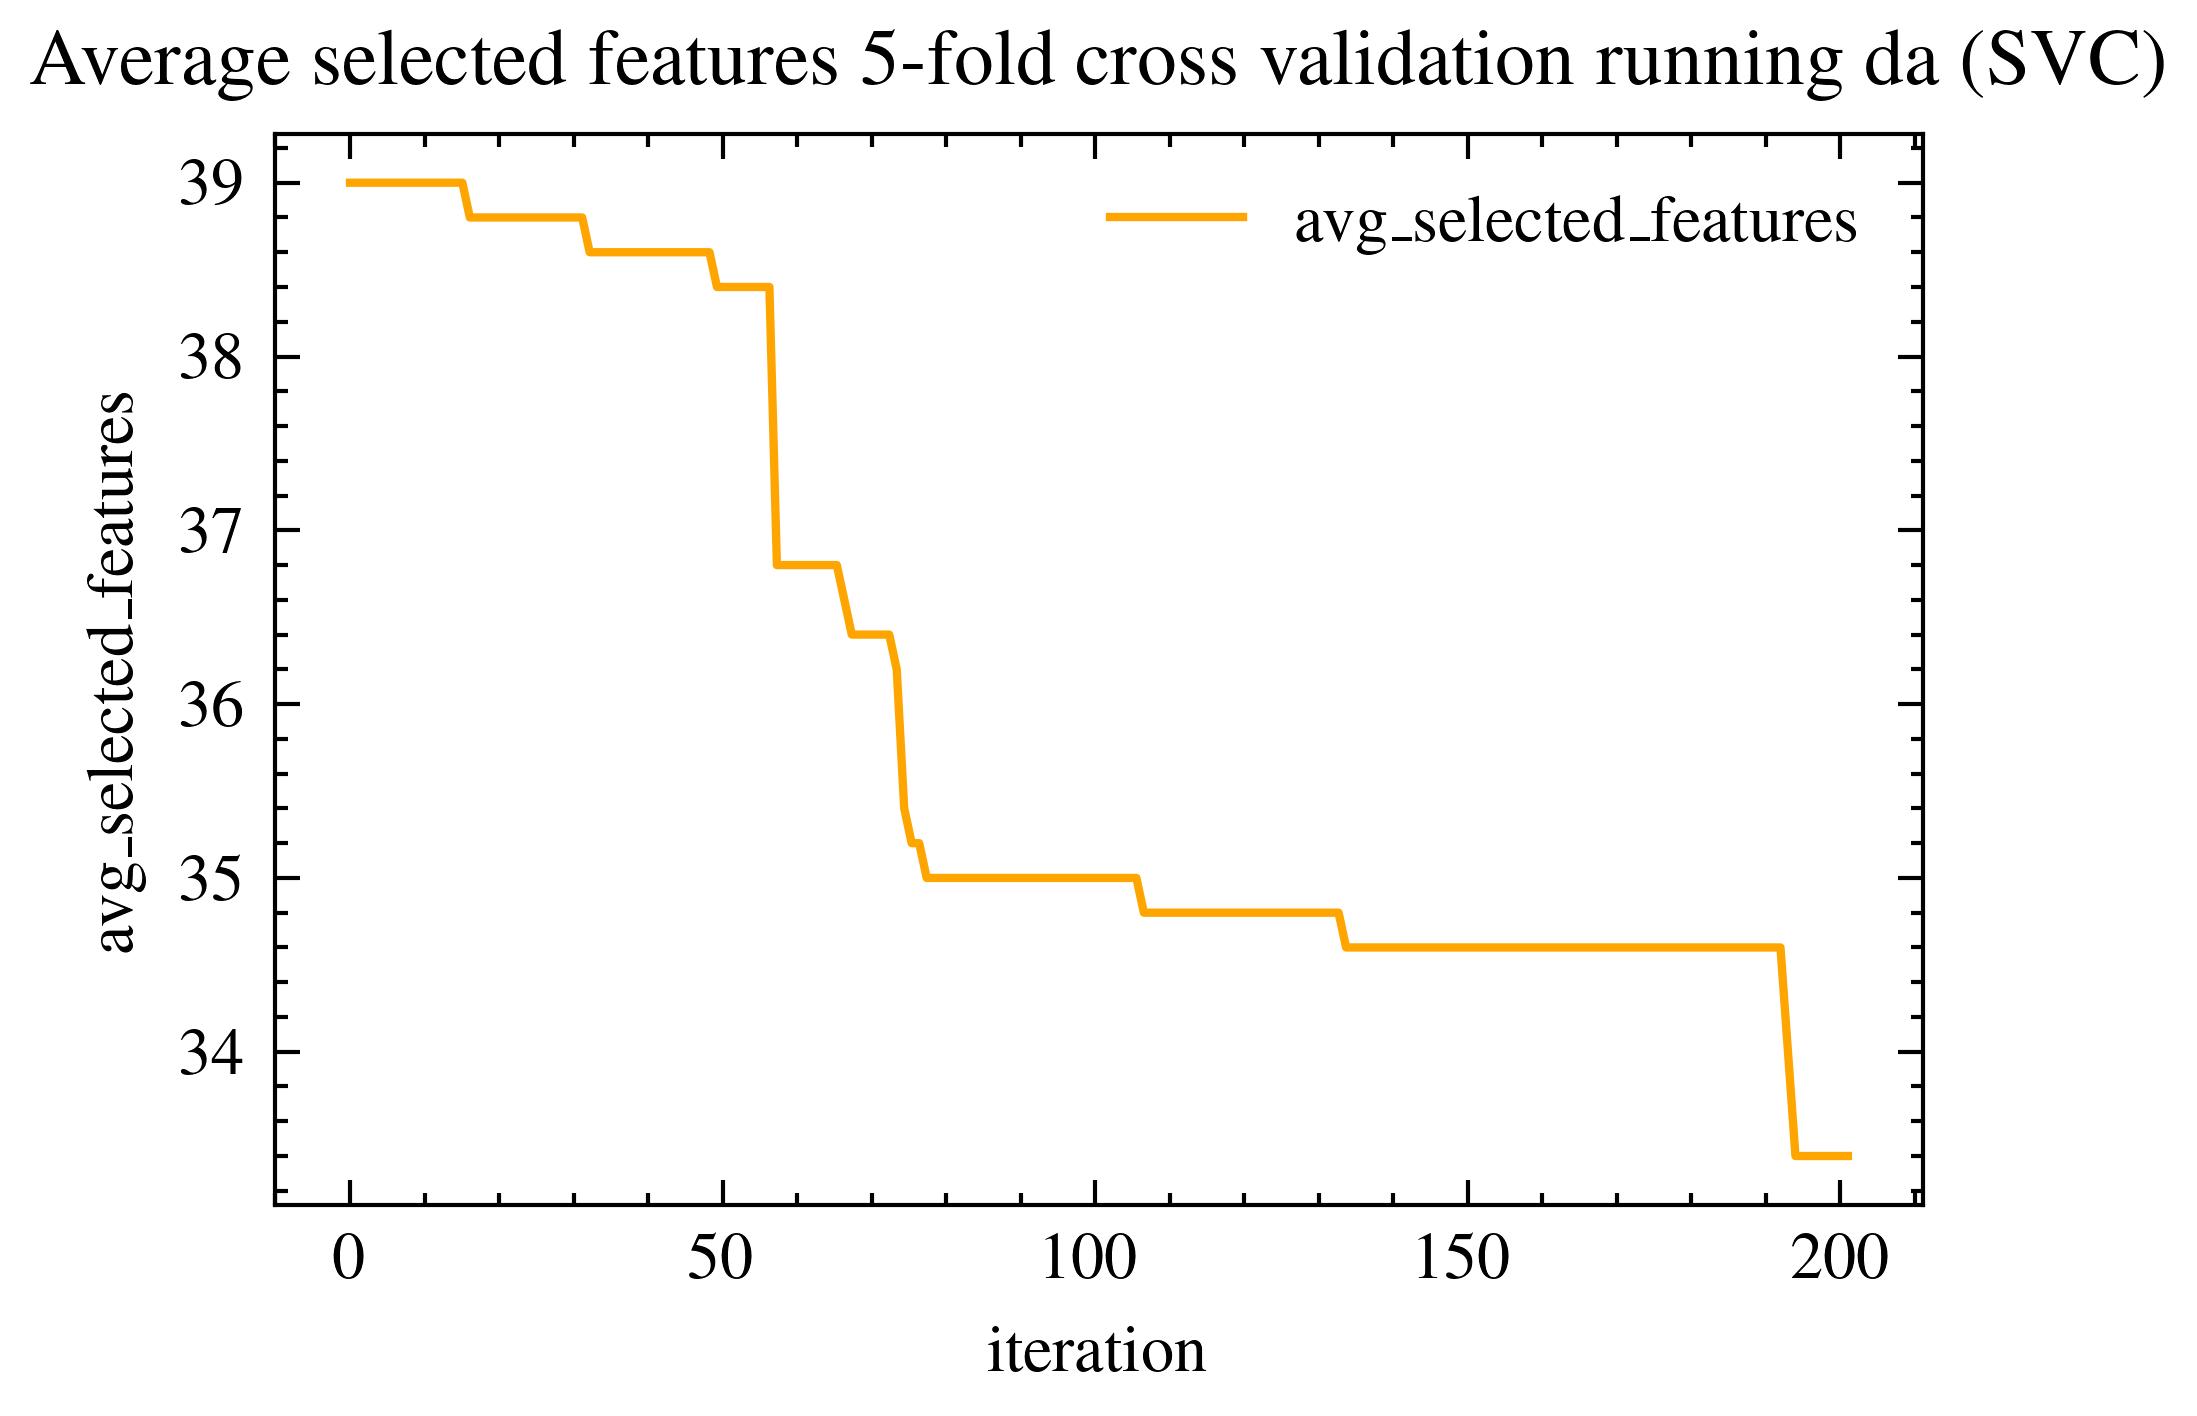 Average selected features 5-fold cross validation running da (SVC)
avg_selected_features
avg_selected_features
39
38
37
36
35
34
0 50 100 150 200
iteration